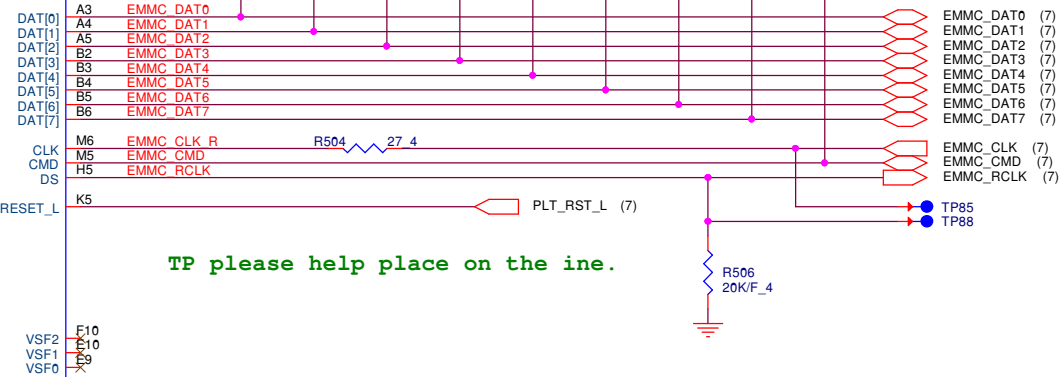 DAT[0] A3 EMMC_DAT0 EMMC_DAT0 (7)
DAT[1] A4 EMMC_DAT1 EMMC_DAT1 (7)
DAT[2] A5 EMMC_DAT2 EMMC_DAT2 (7)
DAT[3] B2 EMMC_DAT3 EMMC_DAT3 (7)
DAT[4] B3 EMMC_DAT4 EMMC_DAT4 (7)
DAT[5] B4 EMMC_DAT5 EMMC_DAT5 (7)
DAT[6] B5 EMMC_DAT6 EMMC_DAT6 (7)
DAT[7] B6 EMMC_DAT7 EMMC_DAT7 (7)
CLK M6 EMMC_CLK_R R504 27_4 EMMC_CLK (7)
CMD M5 EMMC_CMD EMMC_CMD (7)
DS H5 EMMC_RCLK EMMC_RCLK (7)
RESET_L K5 PLT_RST_L (7) TP85
TP88
TP please help place on the ine.
R506
20K/F_4
VSF2 F10
VSF1 E10
VSF0 E9